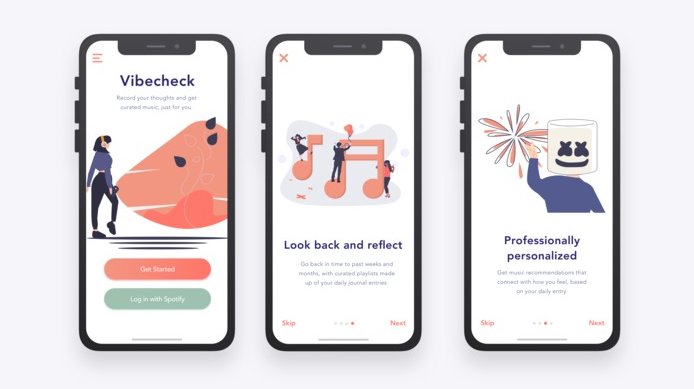 Vibecheck
Record your thoughts and get
curated music, just for you
Get Started
Log in with Spotify
Look back and reflect
Go back in time to past weeks and
months, with curated playlists made
up of your daily journal entries
Skip
Next
Professionally
personalized
Get music recommendations that
connect with how you feel, based
on your daily entry
Skip
Next